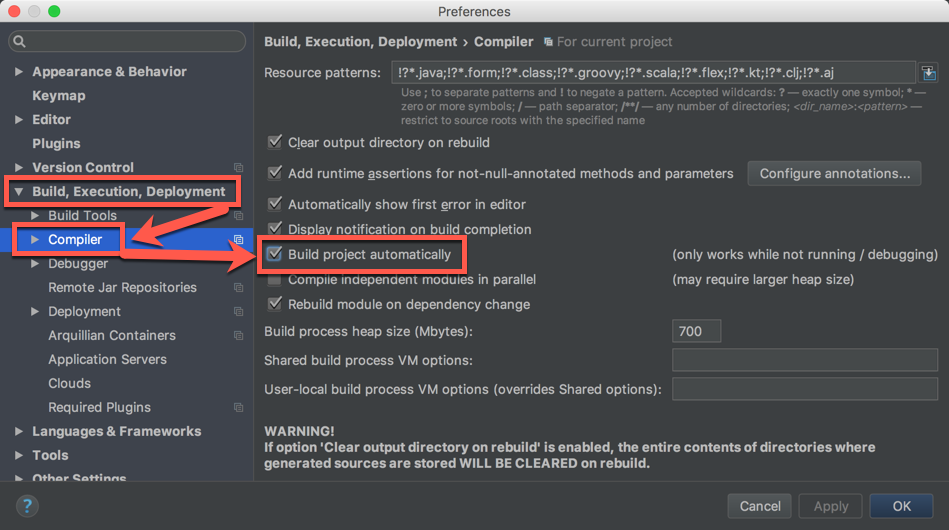 Preferences
Appearance & Behavior
Keymap
Editor
Plugins
Version Control
Build, Execution, Deployment
Build Tools
Compiler
Debugger
Remote Jar Repositories
Deployment
Arquillian Containers
Application Servers
Clouds
Required Plugins
Languages & Frameworks
Tools
Other Settings
Build, Execution, Deployment › Compiler For current project
Resource patterns: !?*.java;!?*.form;!?*.class;!?*.groovy;!?*.scala;!?*.flex;!?*.kt;!?*.clj;!?*.aj
Use ; to separate patterns and ! to negate a pattern. Accepted wildcards: ? — exactly one symbol; * —
zero or more symbols; / — path separator; /**/ — any number of directories; <dir_name>:<pattern> —
restrict to source roots with the specified name
Clear output directory on rebuild
Add runtime assertions for not-null-annotated methods and parameters Configure annotations...
Automatically show first error in editor
Display notification on build completion
Build project automatically (only works while not running / debugging)
Compile independent modules in parallel (may require larger heap size)
Rebuild module on dependency change
Build process heap size (Mbytes): 700
Shared build process VM options:
User-local build process VM options (overrides Shared options):
WARNING!
If option 'Clear output directory on rebuild' is enabled, the entire contents of directories where
generated sources are stored WILL BE CLEARED on rebuild.
? Cancel Apply OK